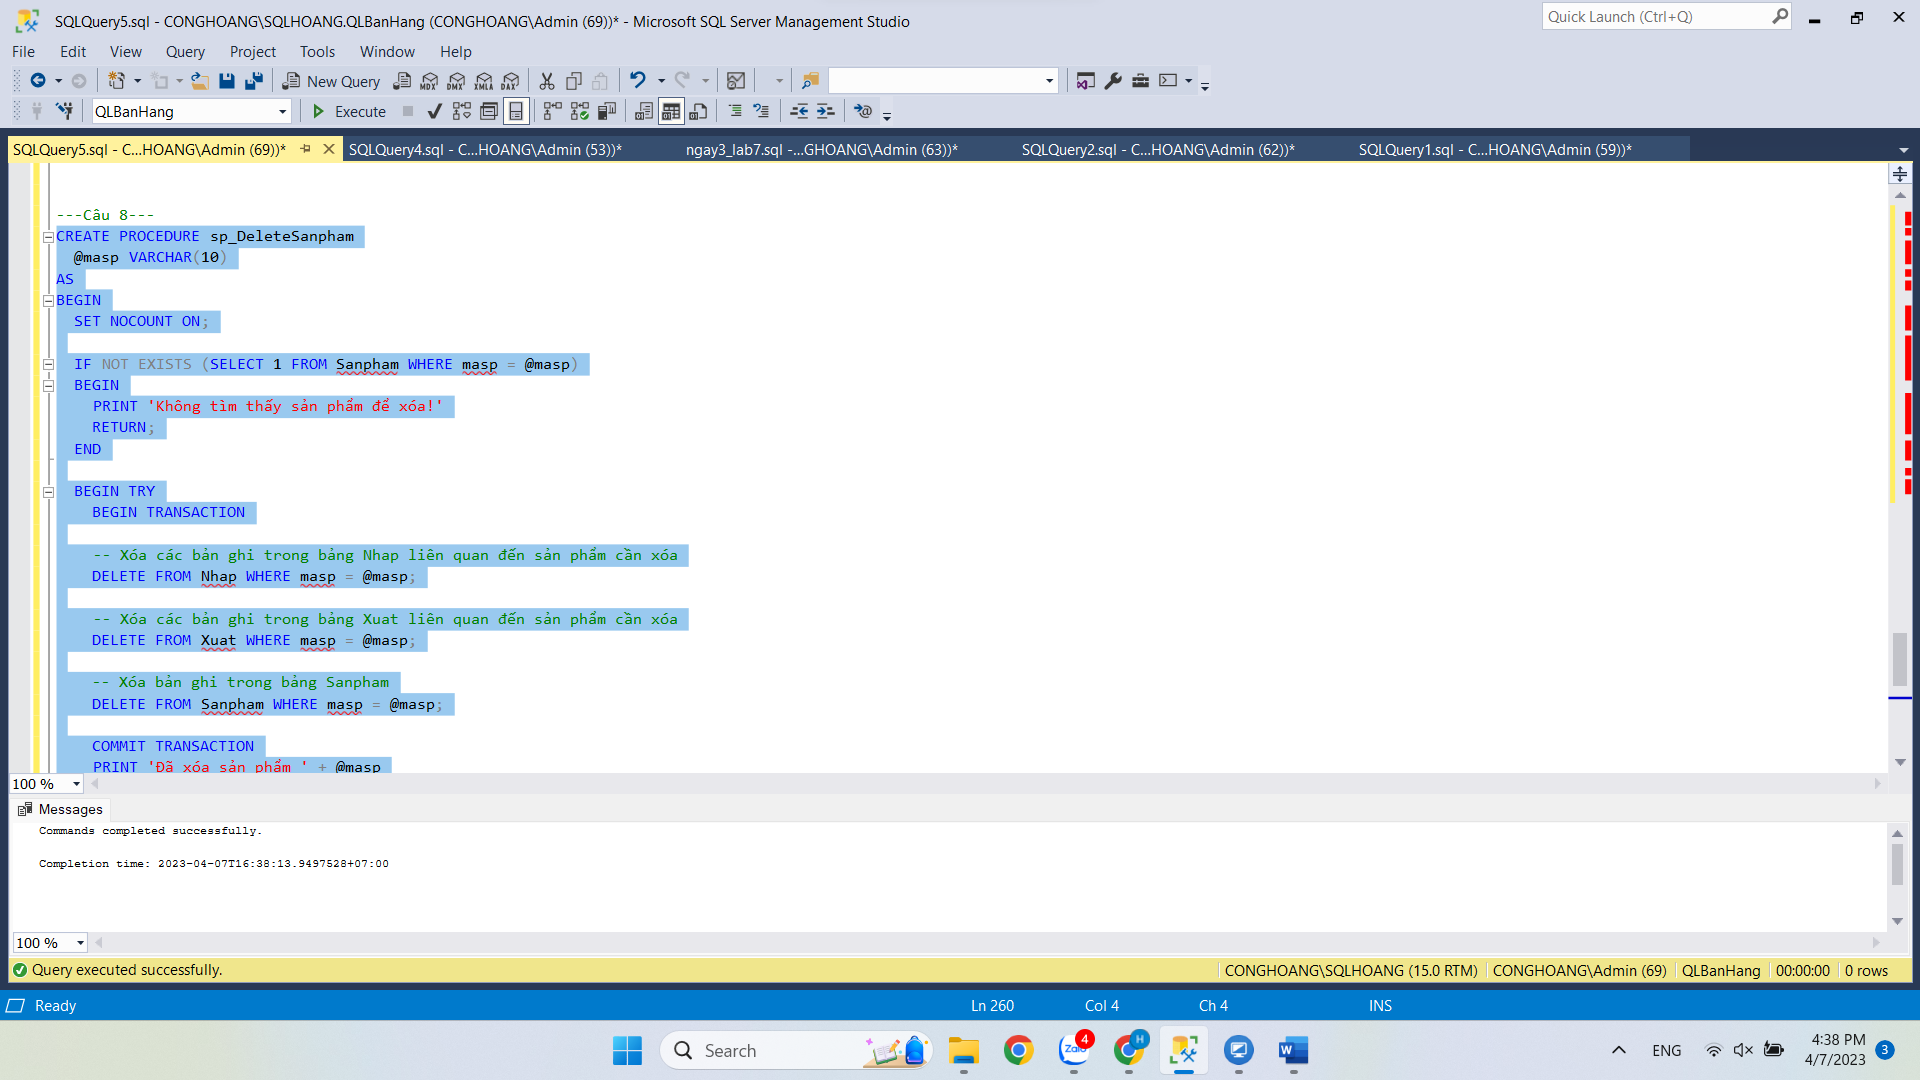 SQLQuery5.sql - CONGHOANG\SQLHOANG.QLBanHang (CONGHOANG\Admin (69))* - Microsoft SQL Server Management Studio
Quick Launch (Ctrl+Q)
File Edit View Query Project Tools Window Help
New Query MDX DMX XMLA DAX
QLBanHang Execute
SQLQuery5.sql - C...HOANG\Admin (69))* SQLQuery4.sql - C...HOANG\Admin (53))* ngay3_lab7.sql -...GHOANG\Admin (63))* SQLQuery2.sql - C...HOANG\Admin (62))* SQLQuery1.sql - C...HOANG\Admin (59))*
---Câu 8---
CREATE PROCEDURE sp_DeleteSanpham
@masp VARCHAR(10)
AS
BEGIN
SET NOCOUNT ON;
IF NOT EXISTS (SELECT 1 FROM Sanpham WHERE masp = @masp)
BEGIN
PRINT 'Không tìm thấy sản phẩm để xóa!'
RETURN;
END
BEGIN TRY
BEGIN TRANSACTION
-- Xóa các bản ghi trong bảng Nhap liên quan đến sản phẩm cần xóa
DELETE FROM Nhap WHERE masp = @masp;
-- Xóa các bản ghi trong bảng Xuat liên quan đến sản phẩm cần xóa
DELETE FROM Xuat WHERE masp = @masp;
-- Xóa bản ghi trong bảng Sanpham
DELETE FROM Sanpham WHERE masp = @masp;
COMMIT TRANSACTION
PRINT 'Đã xóa sản phẩm ' + @masp
100 %
Messages
Commands completed successfully.
Completion time: 2023-04-07T16:38:13.9497528+07:00
100 %
Query executed successfully. CONGHOANG\SQLHOANG (15.0 RTM) CONGHOANG\Admin (69) QLBanHang 00:00:00 0 rows
Ready Ln 260 Col 4 Ch 4 INS
Search Zalo 4 H W ENG 4:38 PM 3
4/7/2023